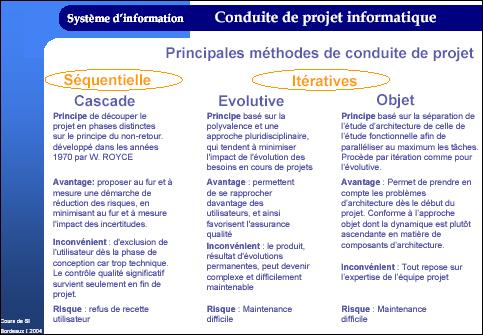 Système d'information
Conduite de projet informatique
Principales méthodes de conduite de projet
Séquentielle
Itératives
Cascade
Principe de découper le
projet en phases distinctes
sur le principe du non-retour.
développé dans les années
1970 par W. ROYCE
Avantage: proposer au fur et à
mesure une démarche de
réduction des risques, en
minimisant au fur et à mesure
l'impact des incertitudes.
Inconvénient : d'exclusion de
l'utilisateur dès la phase de
conception car trop technique.
Le contrôle qualité significatif
survient seulement en fin de
projet.
Risque : refus de recette
utilisateur
Evolutive
Principe basé sur la
polyvalence et une
approche pluridisciplinaire,
qui tendent à minimiser
l'impact de l'évolution des
besoins en cours de projets
Avantage : permettent
de se rapprocher
davantage des
utilisateurs, et ainsi
favorisent l'assurance
qualité
Inconvénient : le produit,
résultat d'évolutions
permanentes, peut devenir
complexe et difficilement
maintenable
Risque : Maintenance
difficile
Objet
Principe basé sur la séparation de
l'étude d'architecture de celle de
l'étude fonctionnelle afin de
paralléliser au maximum les tâches.
Procède par itération comme pour
l'évolutive.
Avantage : Permet de prendre en
compte les problèmes
d'architecture dès le début du
projet. Conforme à l'approche
objet dont la dynamique est plutôt
ascendante en matière de
composants d'architecture.
Inconvénient : Tout repose sur
l'expertise de l'équipe projet
Risque : Maintenance
difficile
Cours de SI
Bordeaux I 2004